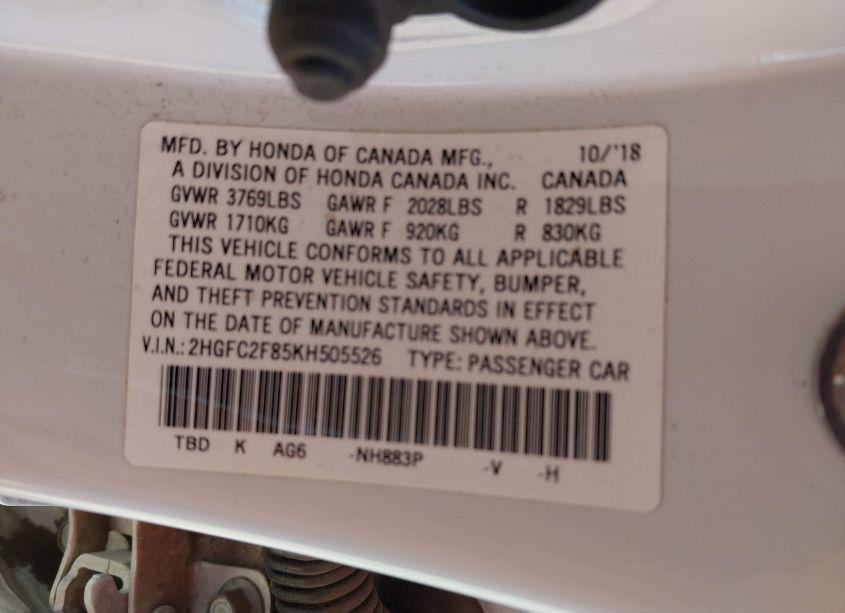 MFD. BY HONDA OF CANADA MFG., 10/'18
A DIVISION OF HONDA CANADA INC. CANADA
GVWR 3769LBS GAWR F 2028LBS R 1829LBS
GVWR 1710KG GAWR F 920KG R 830KG
THIS VEHICLE CONFORMS TO ALL APPLICABLE
FEDERAL MOTOR VEHICLE SAFETY, BUMPER,
AND THEFT PREVENTION STANDARDS IN EFFECT
ON THE DATE OF MANUFACTURE SHOWN ABOVE.
V.I.N.: 2HGFC2F85KH505526 TYPE: PASSENGER CAR
TBD K AG6 -NH883P -V -H